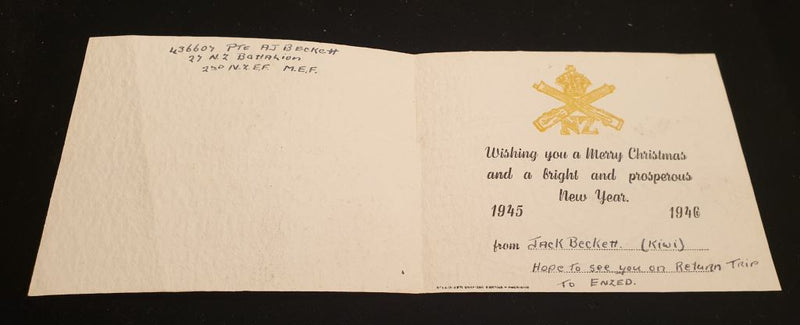 436607 Pte AJ Beckett
27 N.Z Battalion
2nd N.Z.E.F. M.E.F.
NZ
Wishing you a Merry Christmas
and a bright and prosperous
New Year.
1945 1946
from Jack Beckett. (Kiwi)
Hope to see you on Return Trip
to Enzed.